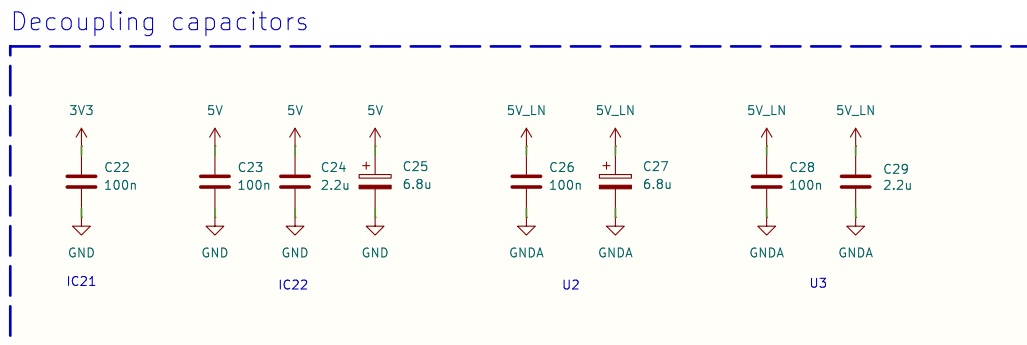 Decoupling capacitors
3V3
5V
5V
5V
5V_LN
5V_LN
5V_LN
5V_LN
C22
100n
C23
100n
C24
2.2u
+
C25
6.8u
C26
100n
+
C27
6.8u
C28
100n
C29
2.2u
GND
GND
GND
GND
GNDA
GNDA
GNDA
GNDA
IC21
IC22
U2
U3